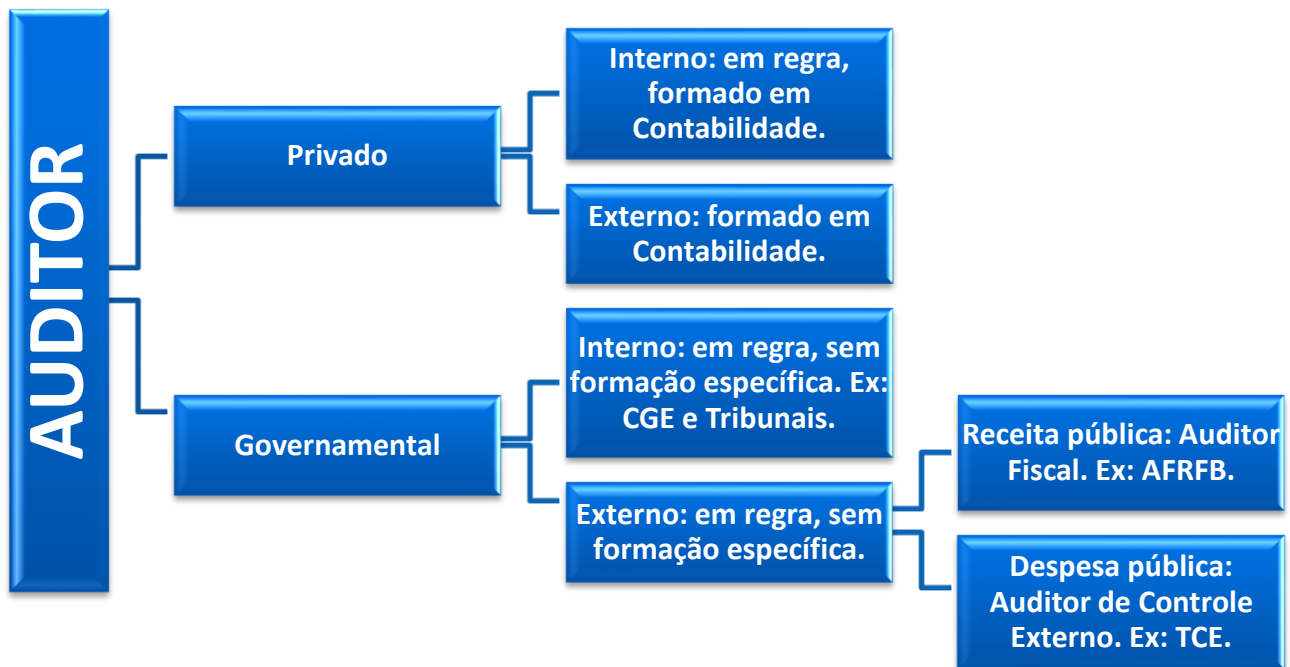 AUDITOR
Privado
Interno: em regra,
formado em
Contabilidade.
Externo: formado em
Contabilidade.
Governamental
Interno: em regra, sem
formação específica. Ex:
CGE e Tribunais.
Externo: em regra, sem
formação específica.
Receita pública: Auditor
Fiscal. Ex: AFRFB.
Despesa pública:
Auditor de Controle
Externo. Ex: TCE.